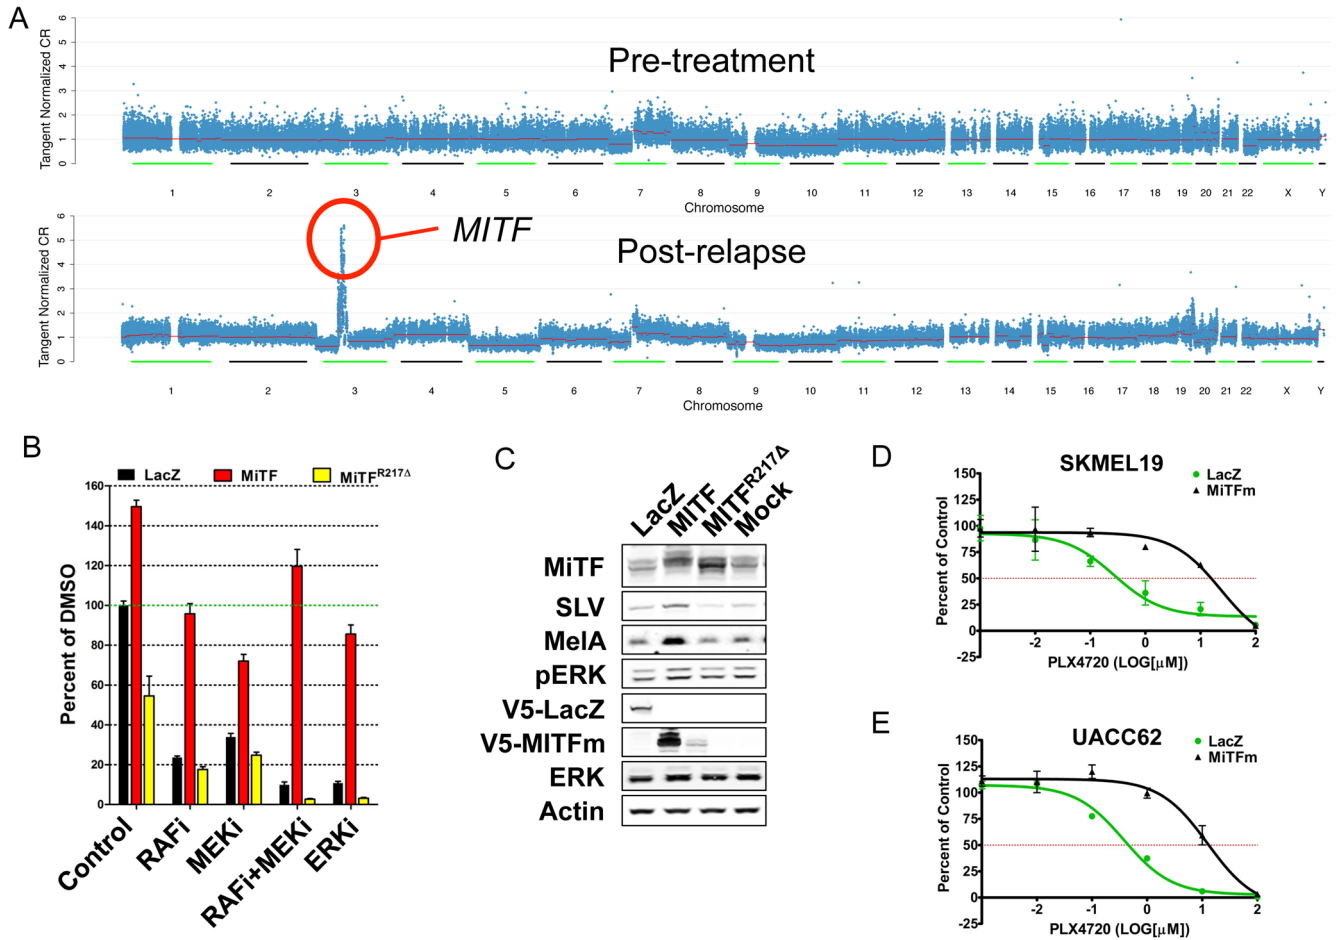 A
Tangent Normalized CR
6
5
4
3
2
1
0
Pre-treatment
1 2 3 4 5 6 7 8 9 10 11 12 13 14 15 16 17 18 19 20 21 22 X Y
Chromosome
Tangent Normalized CR
6
5
4
3
2
1
0
MITF
Post-relapse
1 2 3 4 5 6 7 8 9 10 11 12 13 14 15 16 17 18 19 20 21 22 X Y
Chromosome
B
LacZ MiTF MiTFR217Δ
Percent of DMSO
160
140
120
100
80
60
40
20
0
Control
RAFi
MEKi
RAFi+MEKi
ERKi
C
LacZ
MITF
MITFR217Δ
Mock
MiTF
SLV
MelA
pERK
V5-LacZ
V5-MITFm
ERK
Actin
D
SKMEL19
LacZ
MiTFm
Percent of Control
150
125
100
75
50
25
0
-25
-2 -1 0 1 2
PLX4720 (LOG[μM])
E
UACC62
LacZ
MiTFm
Percent of Control
150
125
100
75
50
25
0
-25
-2 -1 0 1 2
PLX4720 (LOG[μM])